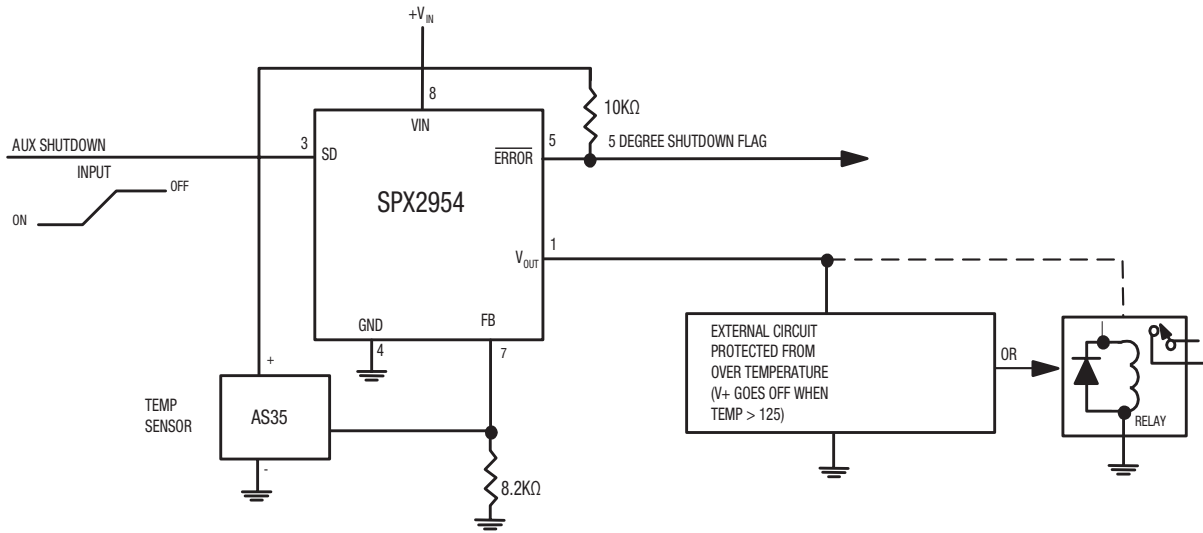 +V_IN
8
10KΩ
VIN
AUX SHUTDOWN
3
SD
5
5 DEGREE SHUTDOWN FLAG
ERROR
INPUT
OFF
ON
SPX2954
1
V_OUT
GND
FB
4
7
EXTERNAL CIRCUIT
PROTECTED FROM
OVER TEMPERATURE
(V+ GOES OFF WHEN
TEMP > 125)
OR
RELAY
+
TEMP
SENSOR
AS35
-
8.2KΩ